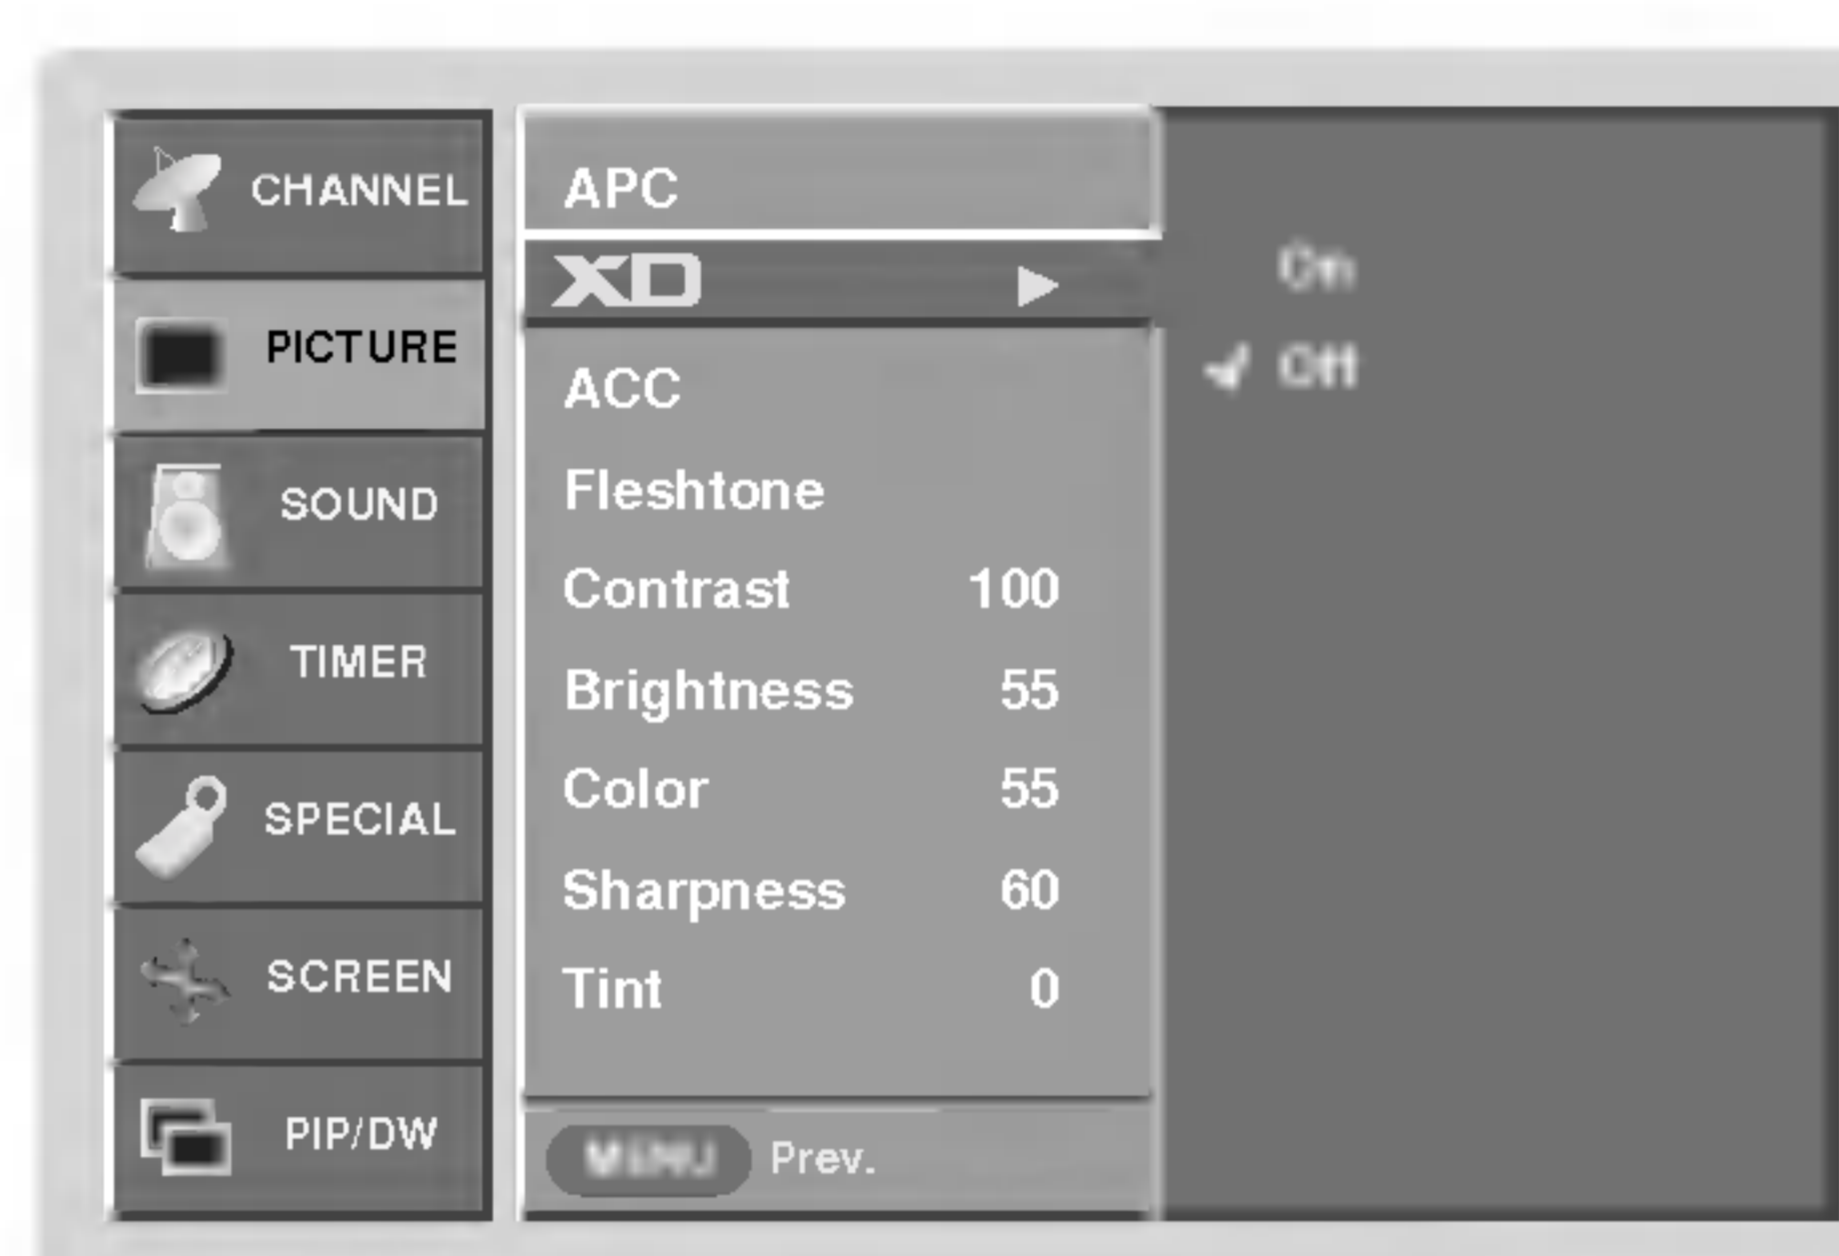 CHANNEL
PICTURE
SOUND
TIMER
SPECIAL
SCREEN
PIP/DW
APC
XD
ACC
Fleshtone
Contrast 100
Brightness 55
Color 55
Sharpness 60
Tint 0
MENU Prev.
On
Off